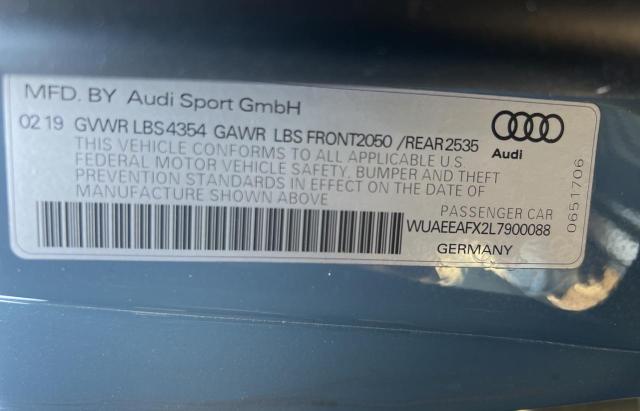 MFD. BY Audi Sport GmbH
02 19 GVWR LBS 4354 GAWR LBS FRONT2050 /REAR 2535
THIS VEHICLE CONFORMS TO ALL APPLICABLE U.S.
FEDERAL MOTOR VEHICLE SAFETY, BUMPER AND THEFT
PREVENTION STANDARDS IN EFFECT ON THE DATE OF
MANUFACTURE SHOWN ABOVE
Audi
PASSENGER CAR
WUAEEAFX2L7900088
GERMANY
0651706